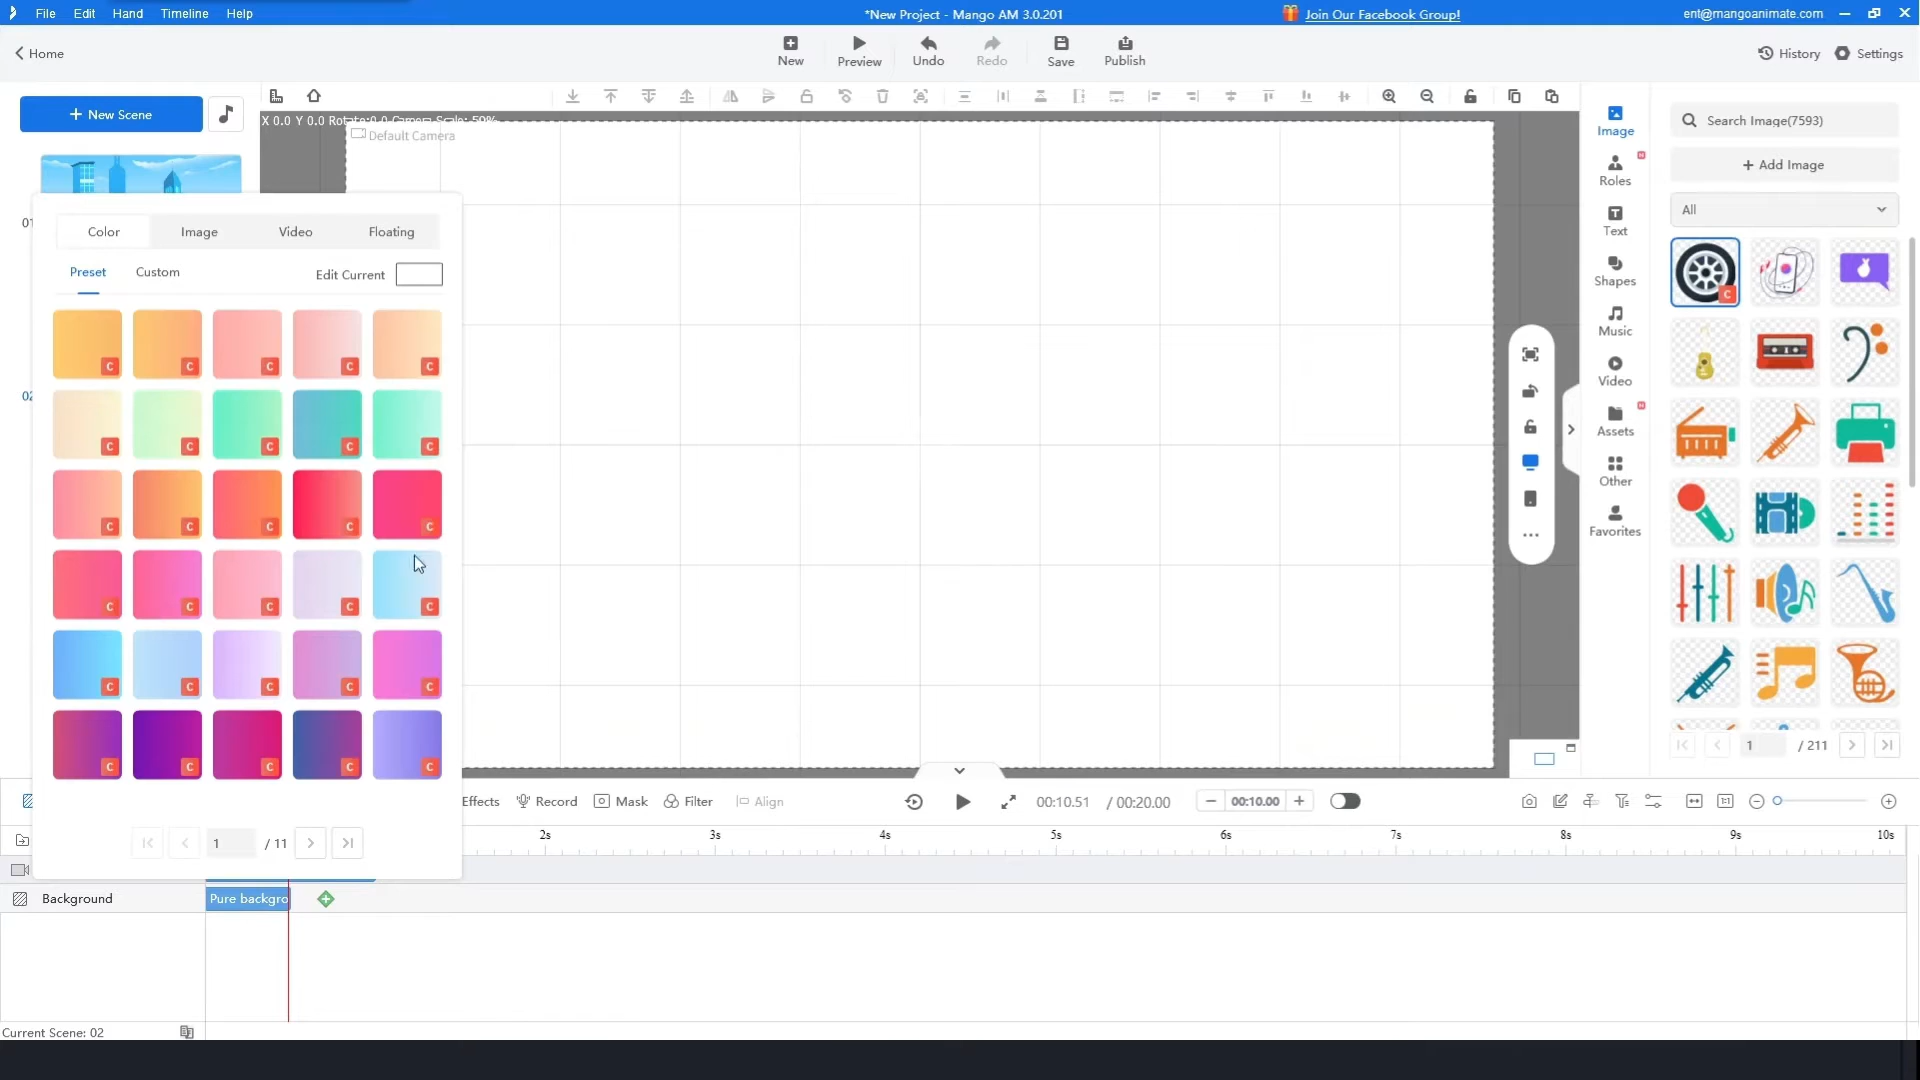 File Edit Hand Timeline Help
*New Project - Mango AM 3.0.201
Join Our Facebook Group!
ent@mangoanimate.com
Home
New Preview Undo Redo Save Publish
History Settings
+ New Scene
X 0.0 Y 0.0 Rotate:0.0 Camera Scale: 50%
Default Camera
01
02
Color Image Video Floating
Preset Custom Edit Current
C C C C C
C C C C C
C C C C C
C C C C C
C C C C C
C C C C C
1 / 11
Image
Roles
Text
Shapes
Music
Video
Assets
Other
Favorites
Search Image(7593)
+ Add Image
All
C
1 / 211
Effects Record Mask Filter Align
00:10.51 / 00:20.00
00:10.00
2s 3s 4s 5s 6s 7s 8s 9s 10s
Background
Pure backgro
Current Scene: 02